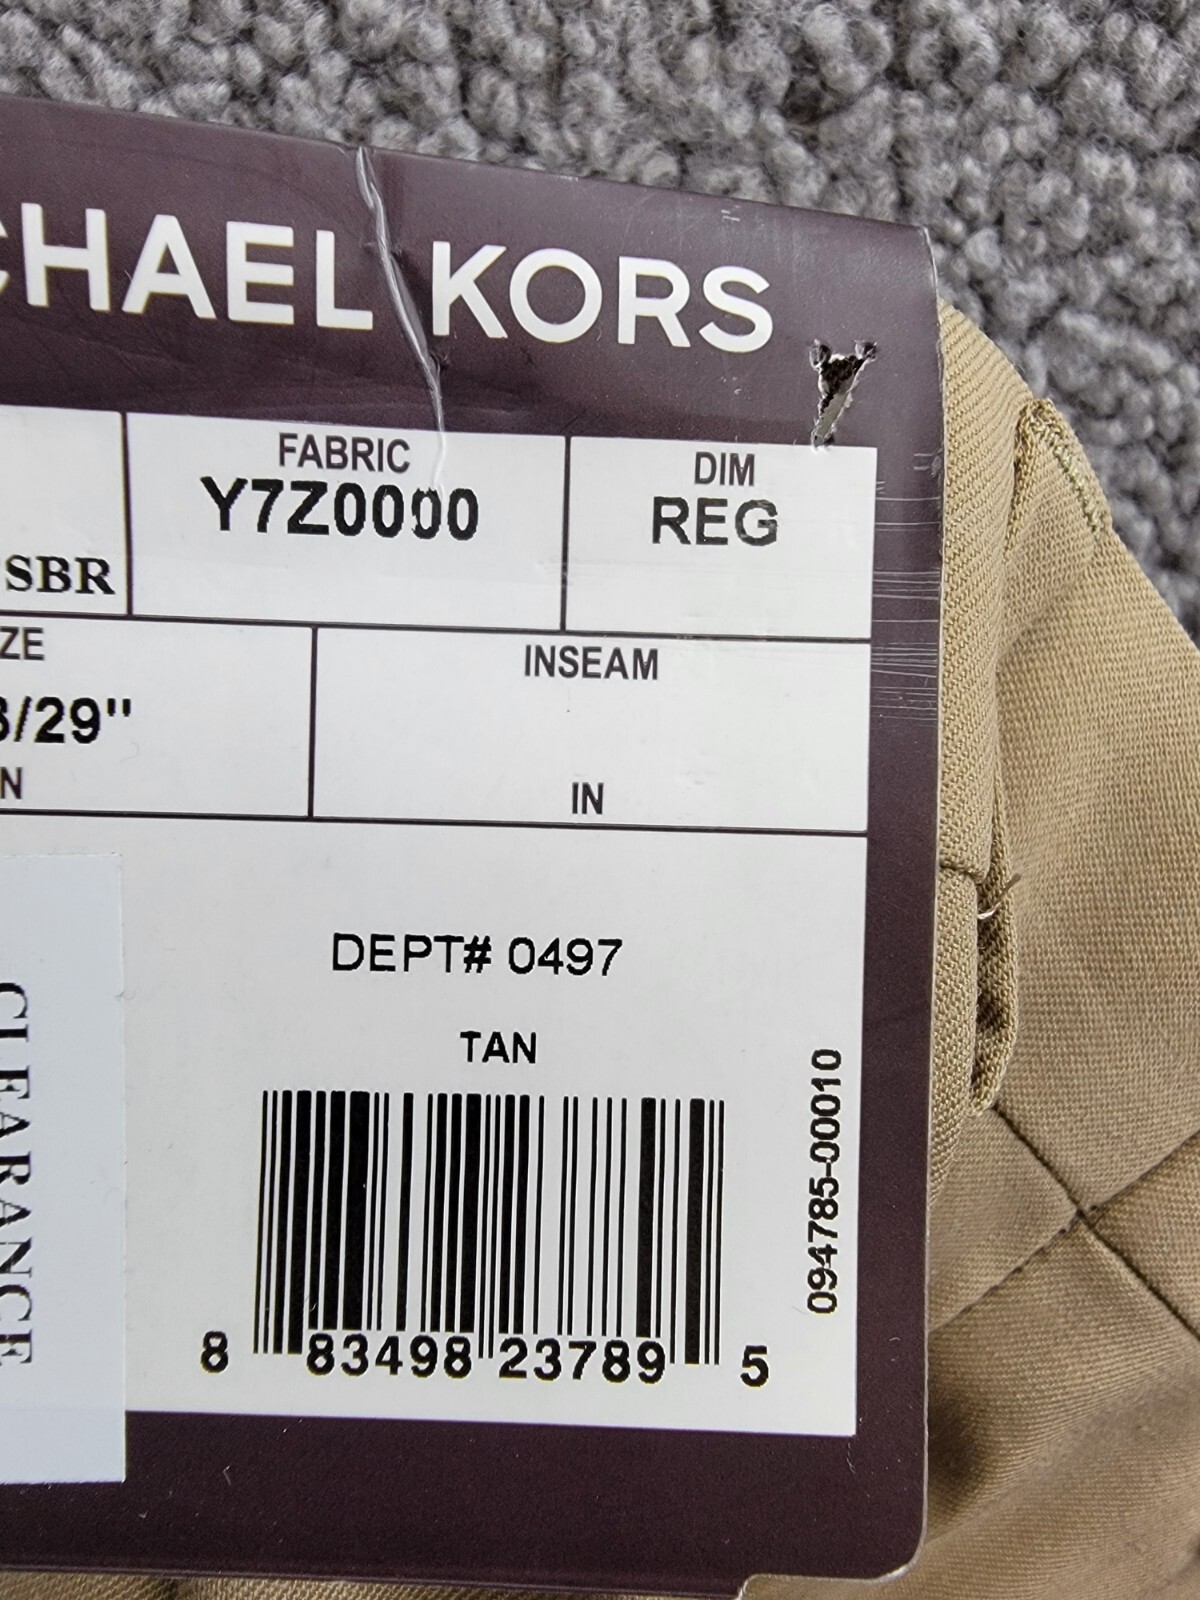 CHAEL KORS
FABRIC
Y7Z0000
DIM
REG
SBR
ZE
3/29"
N
INSEAM
IN
DEPT# 0497
TAN
094785-00010
8 83498 23789 5
CLEARANCE